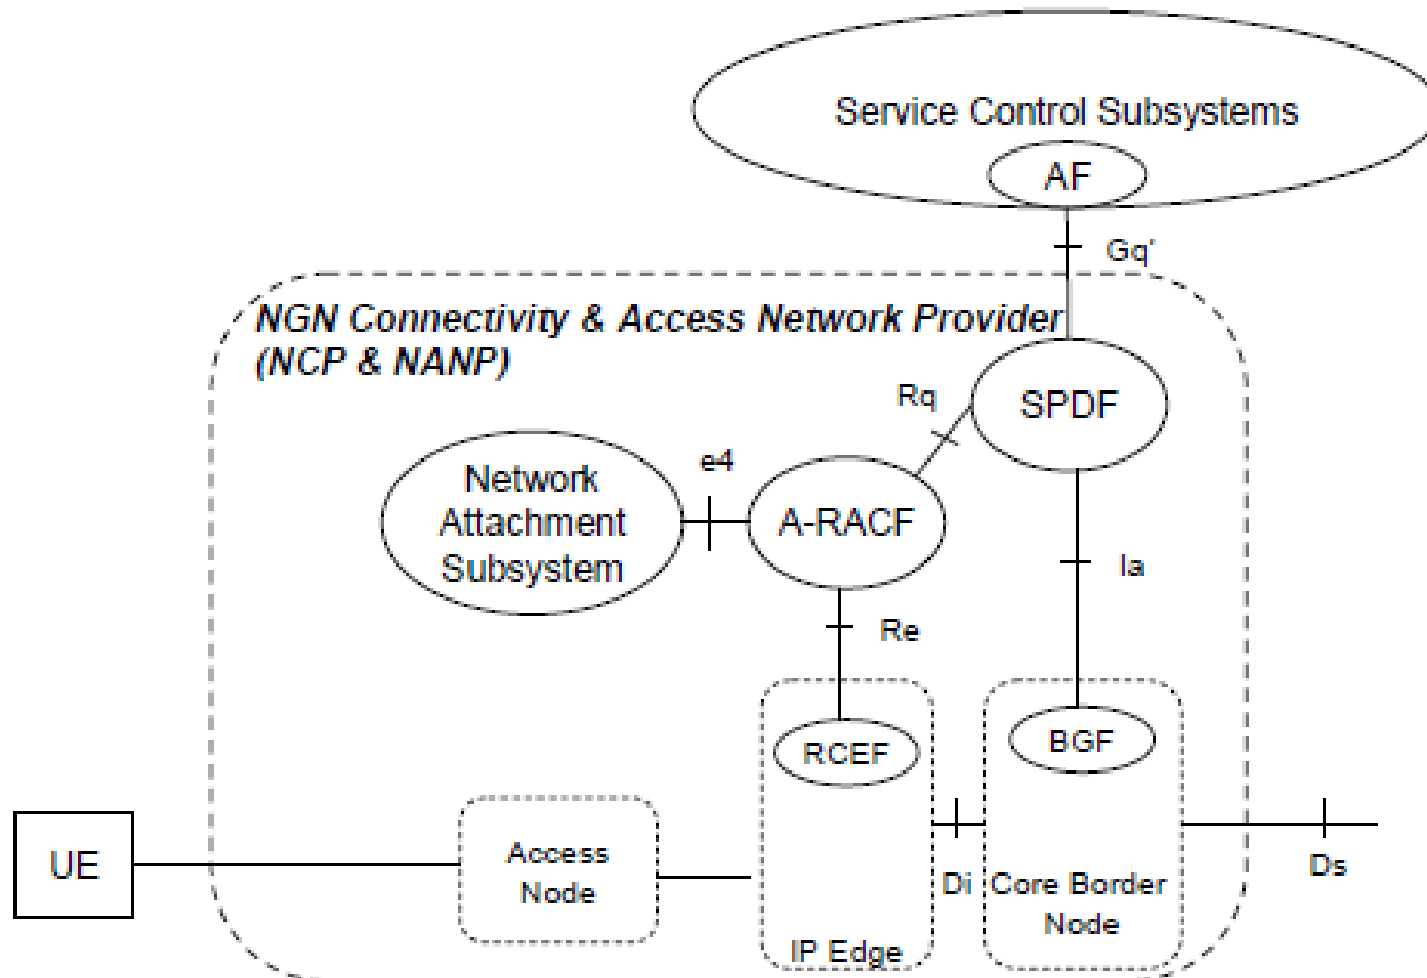 Service Control Subsystems
AF
Gq'
NGN Connectivity & Access Network Provider
(NCP & NANP)
Rq
SPDF
e4
Network
Attachment
Subsystem
A-RACF
Ia
Re
RCEF
BGF
UE
Access
Node
Di
Core Border
Node
Ds
IP Edge